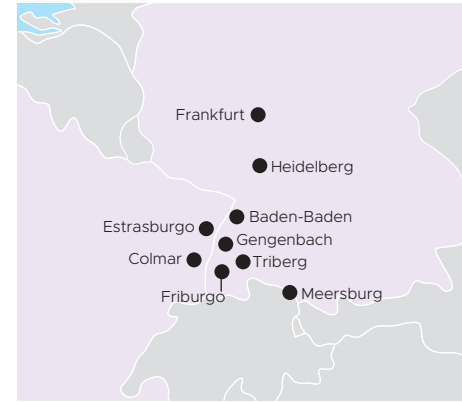 Frankfurt
Heidelberg
Baden-Baden
Estrasburgo
Gengenbach
Colmar
Triberg
Friburgo
Meersburg